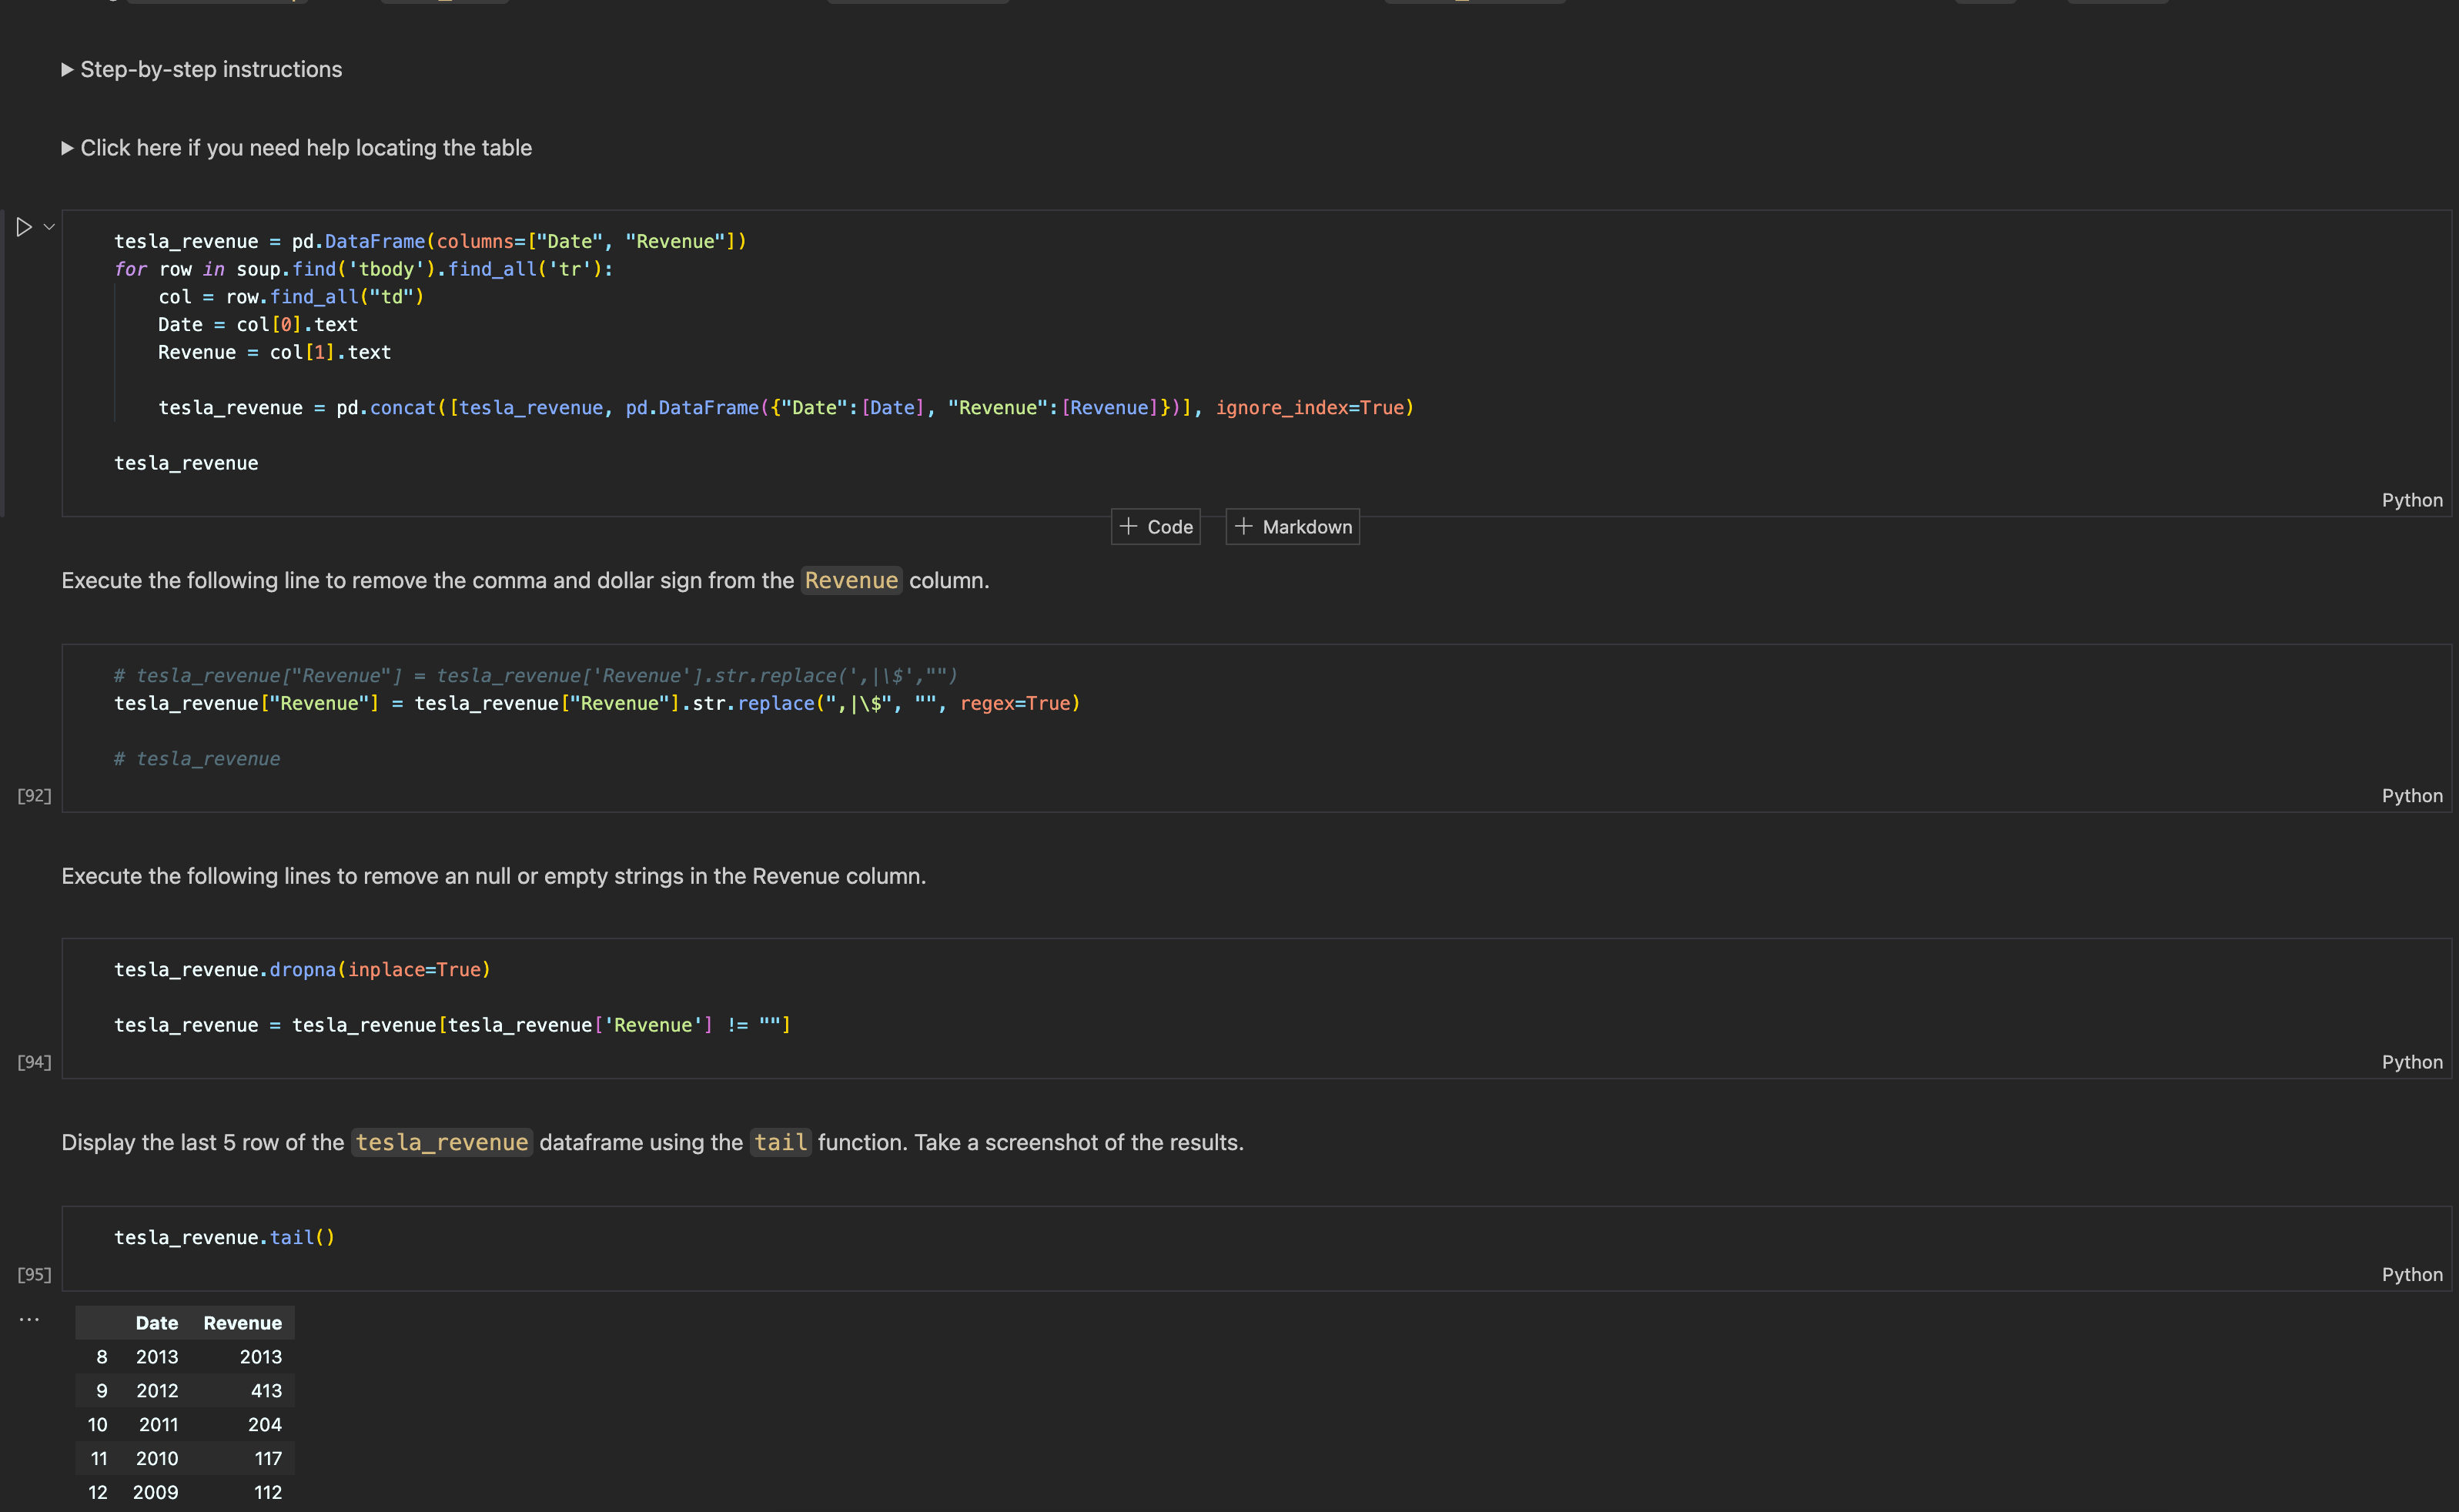 ▶ Step-by-step instructions
▶ Click here if you need help locating the table
tesla_revenue = pd.DataFrame(columns=["Date", "Revenue"])
for row in soup.find('tbody').find_all('tr'):
    col = row.find_all("td")
    Date = col[0].text
    Revenue = col[1].text
    tesla_revenue = pd.concat([tesla_revenue, pd.DataFrame({"Date":[Date], "Revenue":[Revenue]})], ignore_index=True)
tesla_revenue
Python
+ Code + Markdown
Execute the following line to remove the comma and dollar sign from the Revenue column.
# tesla_revenue["Revenue"] = tesla_revenue['Revenue'].str.replace(',|\$',"")
tesla_revenue["Revenue"] = tesla_revenue["Revenue"].str.replace(",|\$", "", regex=True)
# tesla_revenue
[92] Python
Execute the following lines to remove an null or empty strings in the Revenue column.
tesla_revenue.dropna(inplace=True)
tesla_revenue = tesla_revenue[tesla_revenue['Revenue'] != ""]
[94] Python
Display the last 5 row of the tesla_revenue dataframe using the tail function. Take a screenshot of the results.
tesla_revenue.tail()
[95] Python
...
Date Revenue
8 2013 2013
9 2012 413
10 2011 204
11 2010 117
12 2009 112